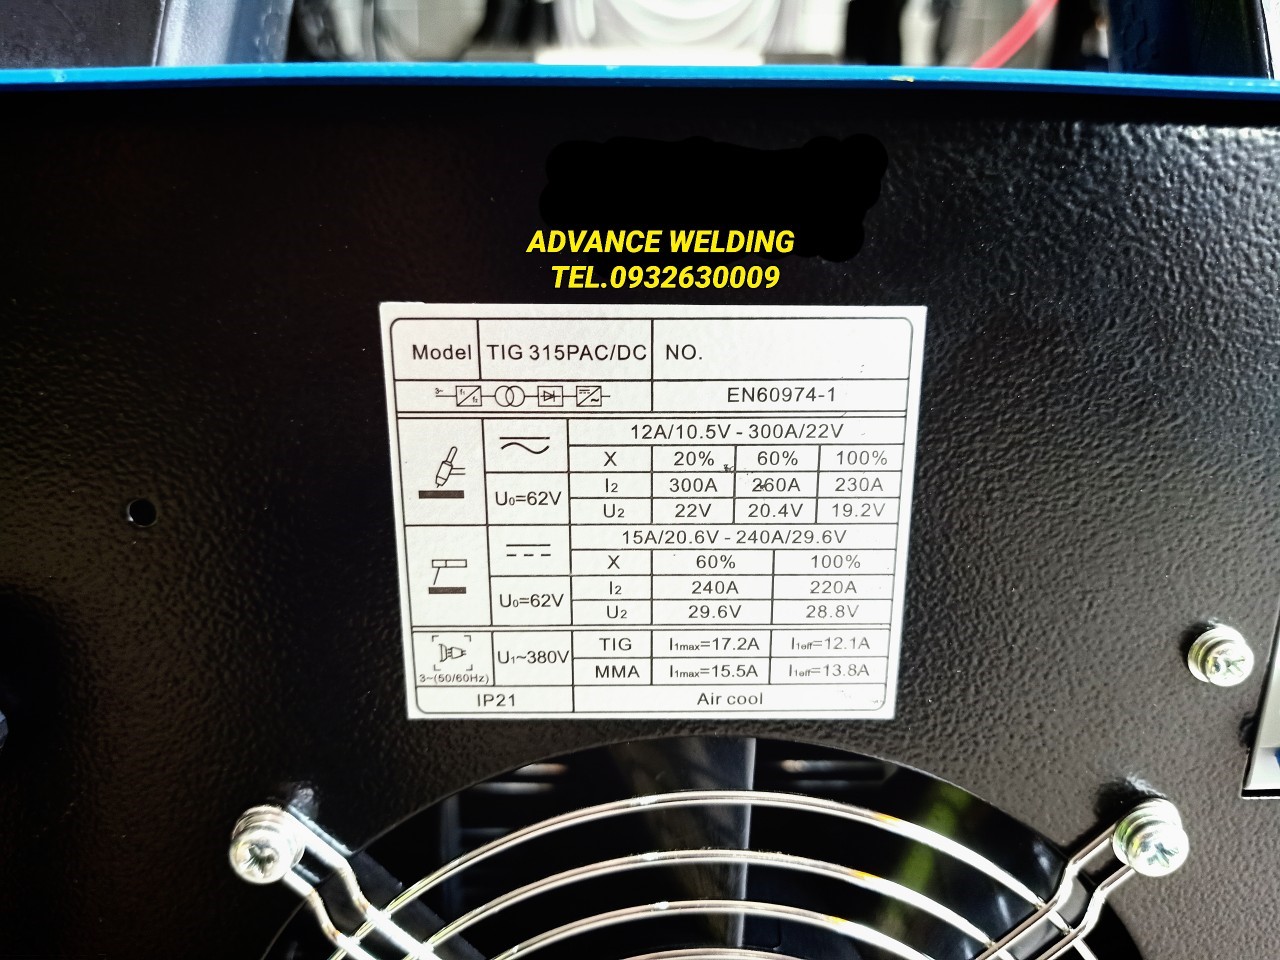 ADVANCE WELDING
TEL.0932630009
Model TIG 315PAC/DC NO.
3~ f₁ f₂ EN60974-1
12A/10.5V - 300A/22V
X 20% 60% 100%
U₀=62V I₂ 300A 260A 230A
U₂ 22V 20.4V 19.2V
15A/20.6V - 240A/29.6V
X 60% 100%
U₀=62V I₂ 240A 220A
U₂ 29.6V 28.8V
3~(50/60Hz) U₁~380V TIG I₁max=17.2A I₁eff=12.1A
MMA I₁max=15.5A I₁eff=13.8A
IP21 Air cool